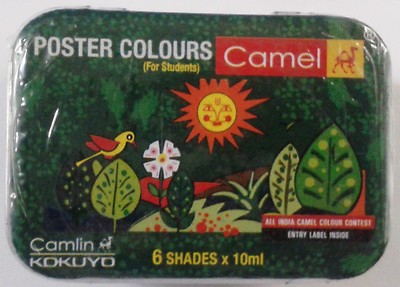 POSTER COLOURS
(For Students)
Camel
ALL INDIA CAMEL COLOUR CONTEST
ENTRY LABEL INSIDE
Camlin
KOKUYO
6 SHADES x 10ml